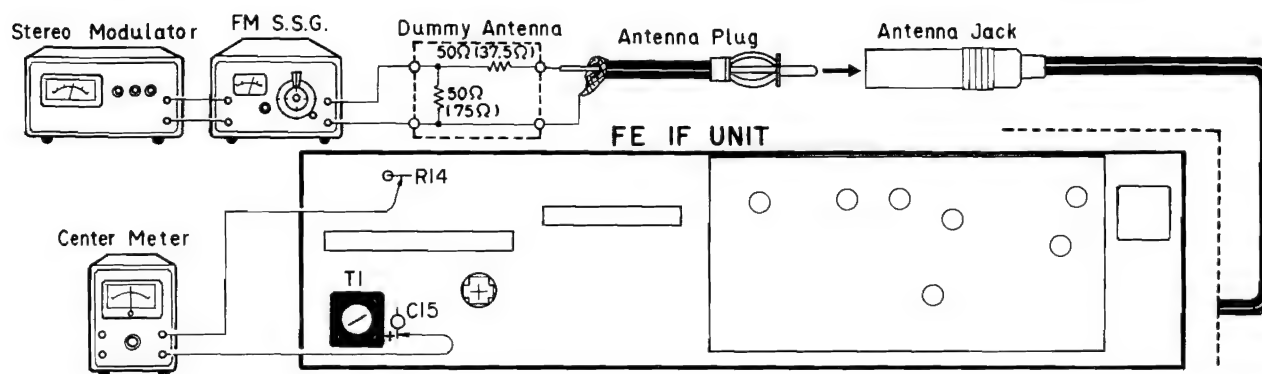 Stereo Modulator
FM S.S.G.
Dummy Antenna
50Ω(37.5Ω)
50Ω
(75Ω)
Antenna Plug
Antenna Jack
FE IF UNIT
R14
Center Meter
T1
C15
+